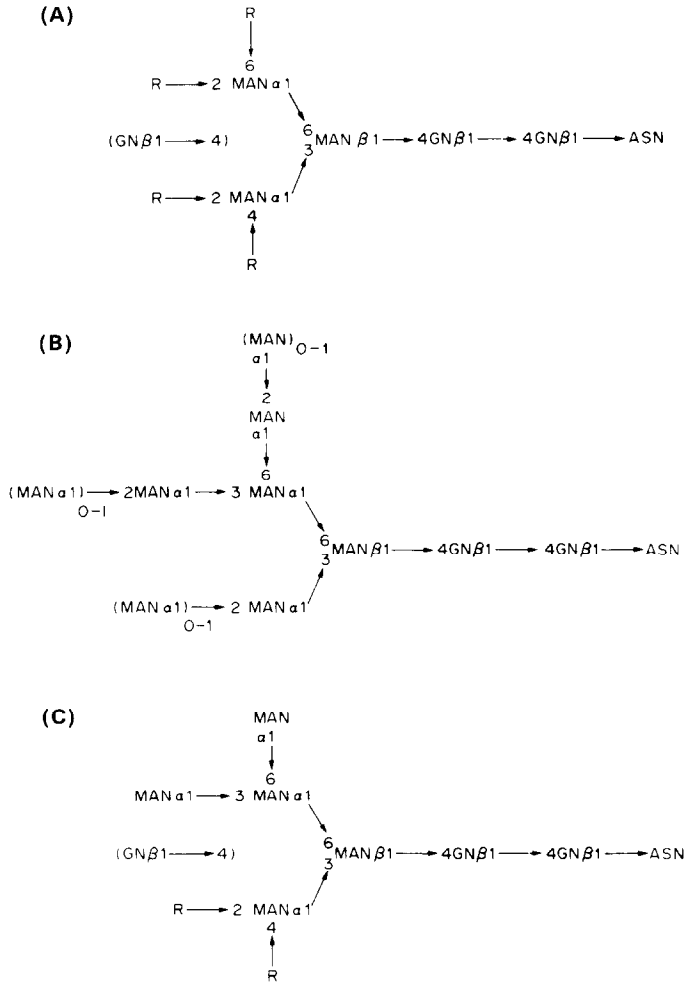 (A)
R
6
R → 2 MANα1
(GNβ1 → 4)
6
3 MANβ1 → 4GNβ1 → 4GNβ1 → ASN
R → 2 MANα1
4
R
(B)
(MAN)0-1
α1
2
MAN
α1
6
(MANα1)0-1 → 2MANα1 → 3 MANα1
6
3 MANβ1 → 4GNβ1 → 4GNβ1 → ASN
(MANα1)0-1 → 2 MANα1
(C)
MAN
α1
6
MANα1 → 3 MANα1
(GNβ1 → 4)
6
3 MANβ1 → 4GNβ1 → 4GNβ1 → ASN
R → 2 MANα1
4
R